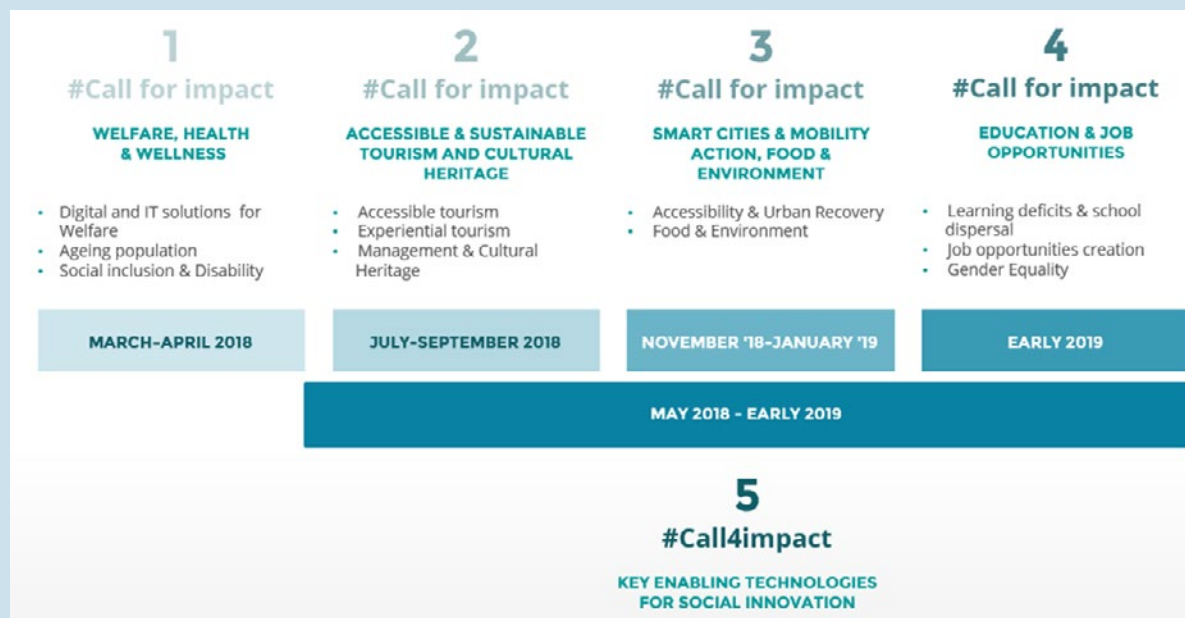 1
#Call for impact
WELFARE, HEALTH
& WELLNESS
• Digital and IT solutions for
Welfare
• Ageing population
• Social inclusion & Disability
MARCH-APRIL 2018
2
#Call for impact
ACCESSIBLE & SUSTAINABLE
TOURISM AND CULTURAL
HERITAGE
• Accessible tourism
• Experiential tourism
• Management & Cultural
Heritage
JULY-SEPTEMBER 2018
3
#Call for impact
SMART CITIES & MOBILITY
ACTION, FOOD &
ENVIRONMENT
• Accessibility & Urban Recovery
• Food & Environment
NOVEMBER '18-JANUARY '19
4
#Call for impact
EDUCATION & JOB
OPPORTUNITIES
• Learning deficits & school
dispersal
• Job opportunities creation
• Gender Equality
EARLY 2019
MAY 2018 - EARLY 2019
5
#Call4impact
KEY ENABLING TECHNOLOGIES
FOR SOCIAL INNOVATION